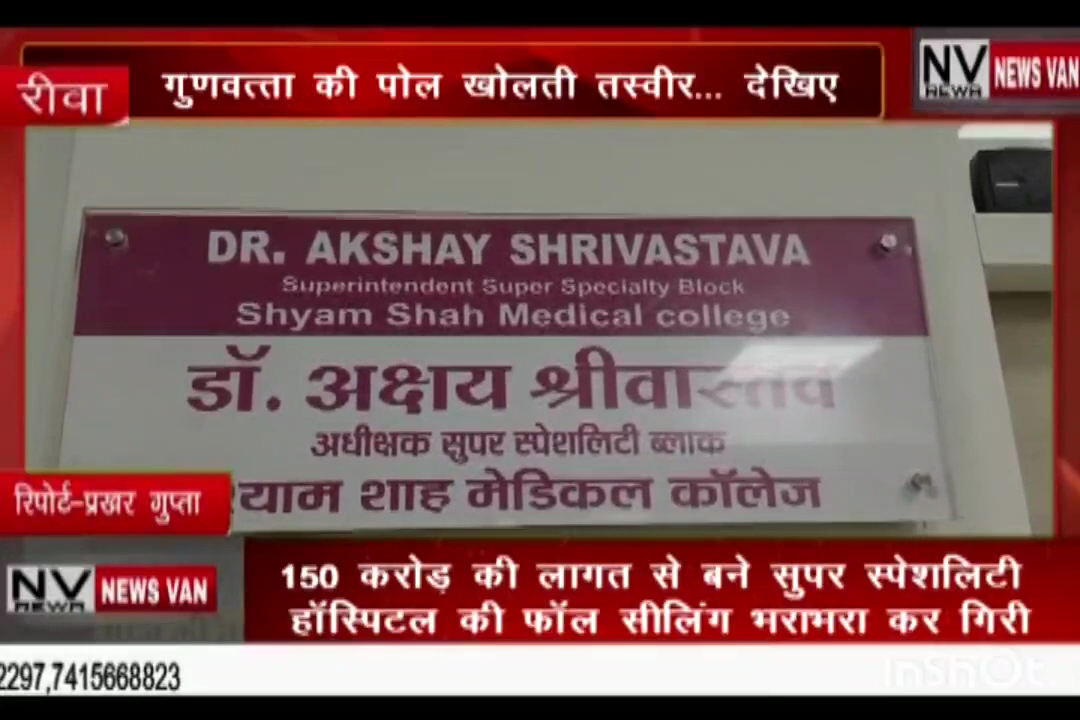 रीवा
गुणवत्ता की पोल खोलती तस्वीर... देखिए
NV
REWA
NEWS VAN
DR. AKSHAY SHRIVASTAVA
Superintendent Super Specialty Block
Shyam Shah Medical college
डॉ. अक्षय श्रीवास्तव
अधीक्षक सुपर स्पेशलिटी ब्लाक
श्याम शाह मेडिकल कॉलेज
रिपोर्ट-प्रखर गुप्ता
NV
REWA
NEWS VAN
150 करोड़ की लागत से बने सुपर स्पेशलिटी
हॉस्पिटल की फॉल सीलिंग भराभरा कर गिरी
2297,7415668823
InShOt